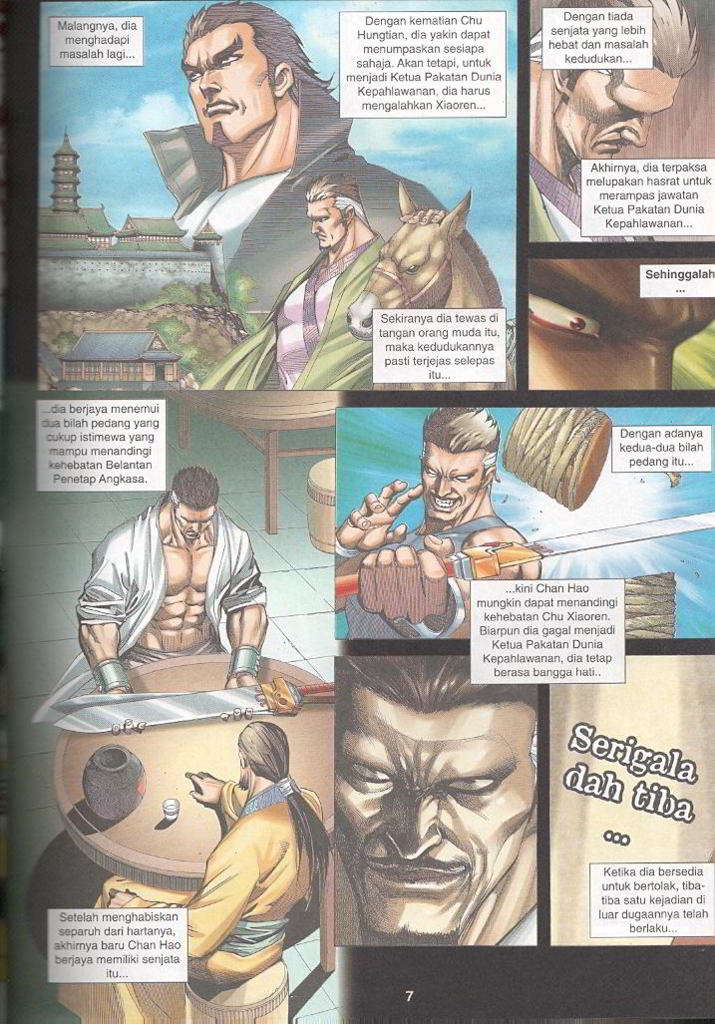 Malangnya, dia
menghadapi
masalah lagi...
Dengan kematian Chu
Hungtian, dia yakin dapat
menumpaskan sesiapa
sahaja. Akan tetapi, untuk
menjadi Ketua Pakatan Dunia
Kepahlawanan, dia harus
mengalahkan Xiaoren...
Sekiranya dia tewas di
tangan orang muda itu,
maka kedudukannya
pasti terjejas selepas
itu...
Dengan tiada
senjata yang lebih
hebat dan masalah
kedudukan...
Akhirnya, dia terpaksa
melupakan hasrat untuk
merampas jawatan
Ketua Pakatan Dunia
Kepahlawanan...
Sehinggalah
...
...dia berjaya menemui
dua bilah pedang yang
cukup istimewa yang
mampu menandingi
kehebatan Belantan
Penetap Angkasa.
Setelah menghabiskan
separuh dari hartanya,
akhirnya baru Chan Hao
berjaya memiliki senjata
itu...
Dengan adanya
kedua-dua bilah
pedang itu...
...kini Chan Hao
mungkin dapat menandingi
kehebatan Chu Xiaoren.
Biarpun dia gagal menjadi
Ketua Pakatan Dunia
Kepahlawanan, dia tetap
berasa bangga hati..
Serigala
dah tiba
...
Ketika dia bersedia
untuk bertolak, tiba-
tiba satu kejadian di
luar dugaannya telah
berlaku...
7